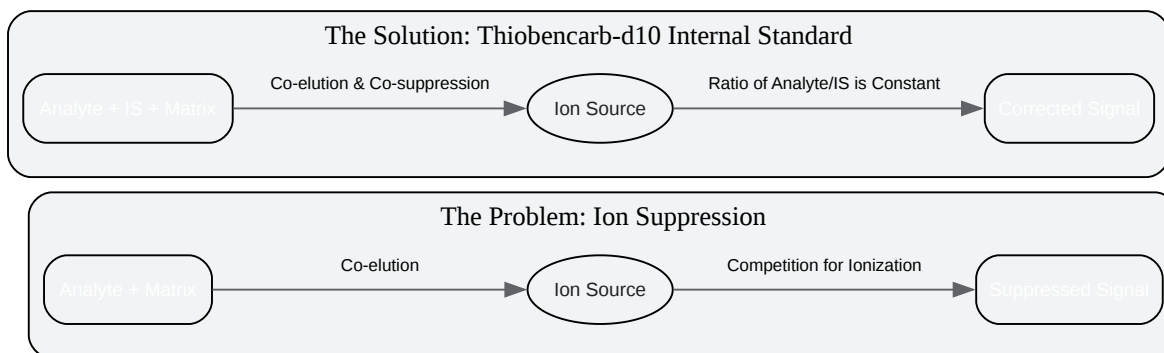 The Solution: Thiobencarb-d10 Internal Standard
Analyte + IS + Matrix
Co-elution & Co-suppression
Ion Source
Ratio of Analyte/IS is Constant
Corrected Signal
The Problem: Ion Suppression
Analyte + Matrix
Co-elution
Ion Source
Competition for Ionization
Suppressed Signal